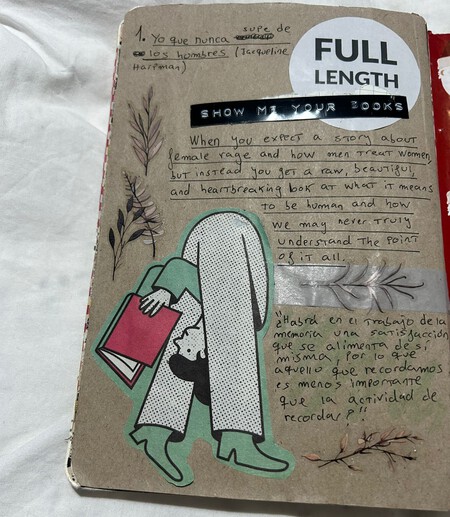 1. Yo que nunca supe de
los hombres (Jacqueline
Harpman)
FULL
LENGTH
SHOW ME YOUR BOOKS
When you expect a story about
female rage and how men treat women,
but instead you get a raw, beautiful,
and heartbreaking look at what it means
to be human and how
we may never truly
understand the point
of it all.
"¿Habrá en el trabajo de la
memoria una satisfacción
que se alimenta de sí
misma, por lo que
aquello que recordamos
es menos importante
que la actividad de
recordar?"